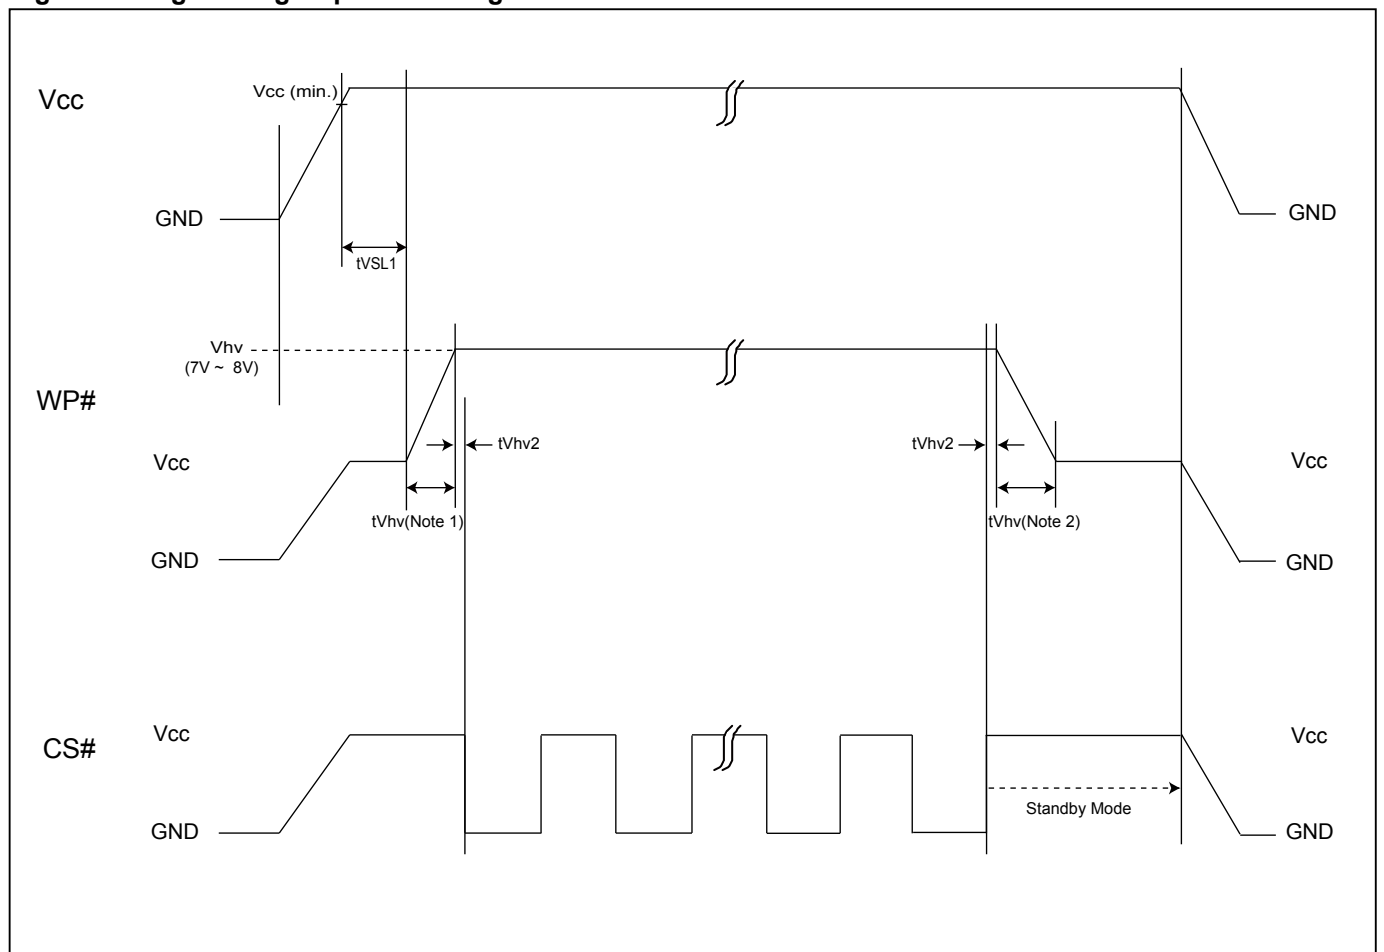 Vcc
Vcc (min.)
GND
GND
tVSL1
Vhv
(7V ~ 8V)
WP#
tVhv2
tVhv2
Vcc
Vcc
tVhv(Note 1)
tVhv(Note 2)
GND
GND
CS#
Vcc
Vcc
Standby Mode
GND
GND